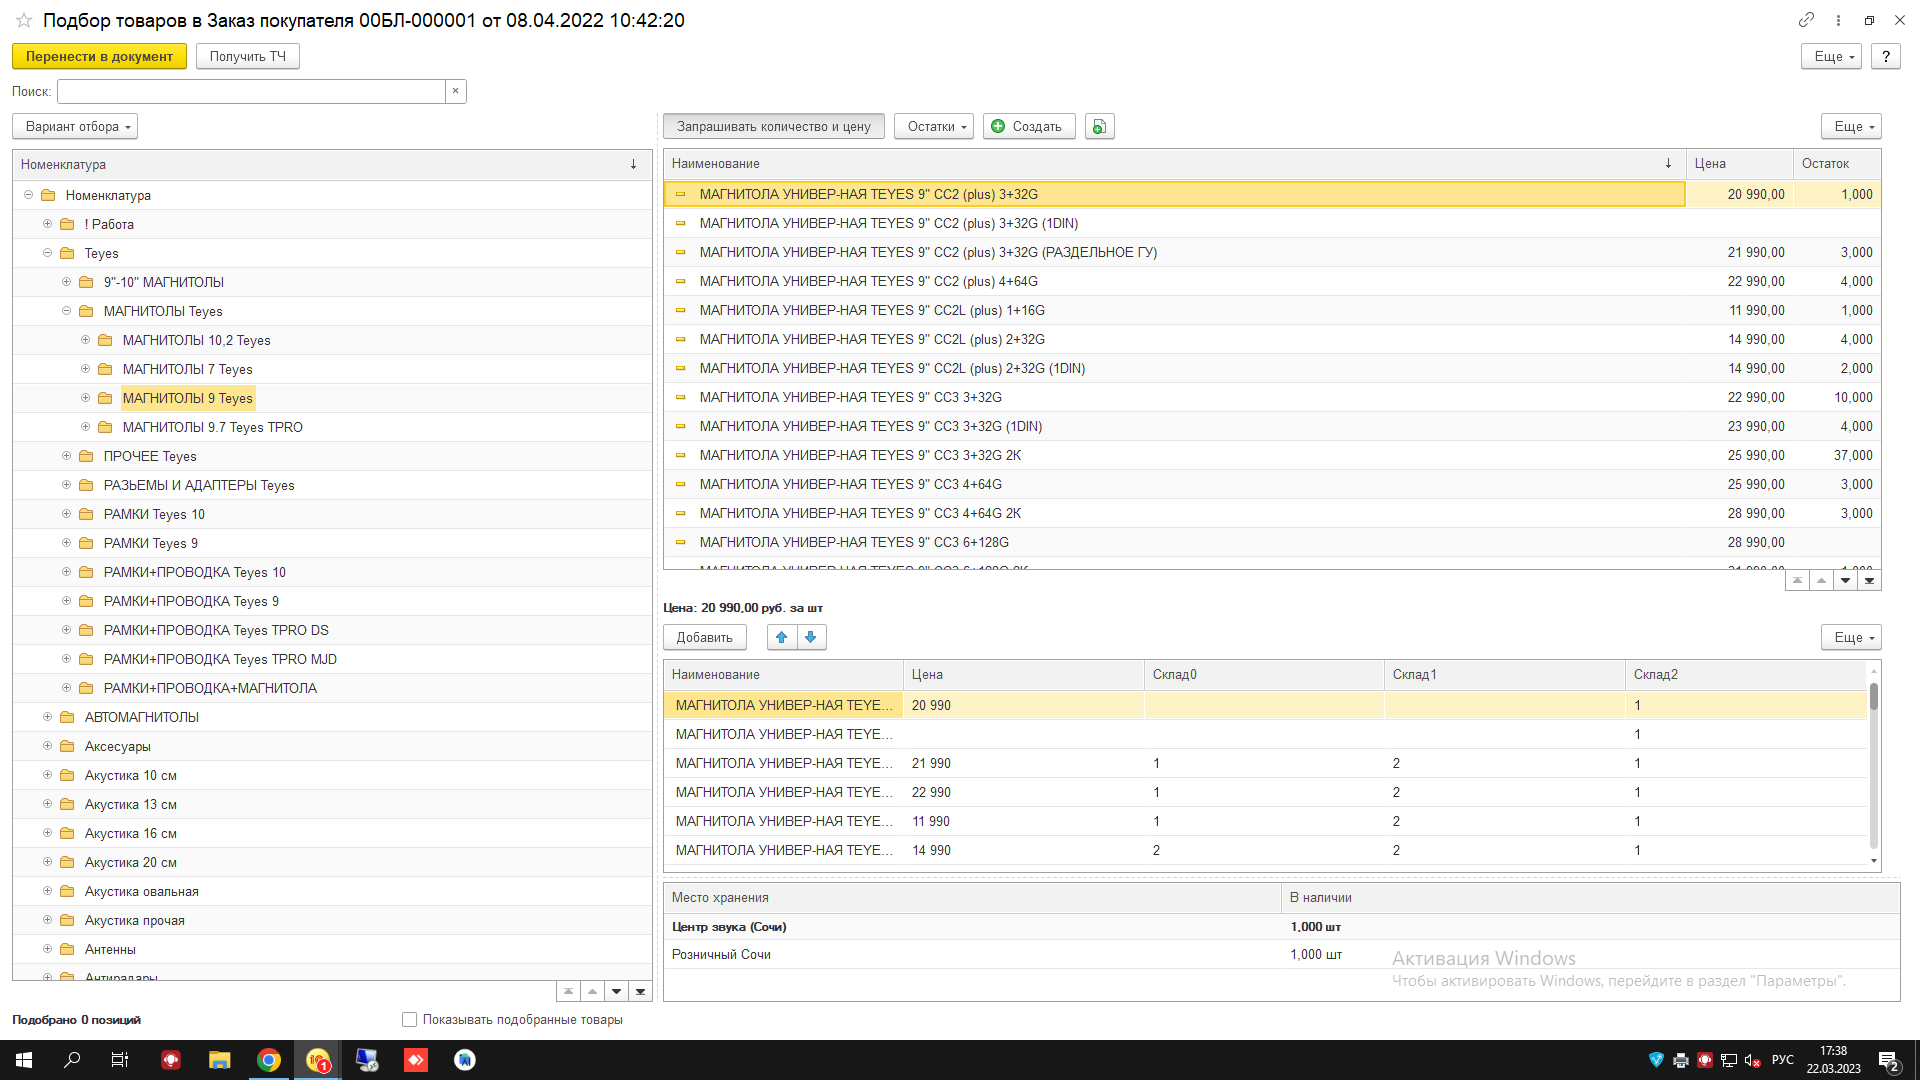 Подбор товаров в Заказ покупателя 00БЛ-000001 от 08.04.2022 10:42:20
Перенести в документ
Получить ТЧ
Еще
?
Поиск:
Вариант отбора
Номенклатура
Номенклатура
! Работа
Teyes
9"-10" МАГНИТОЛЫ
МАГНИТОЛЫ Teyes
МАГНИТОЛЫ 10,2 Teyes
МАГНИТОЛЫ 7 Teyes
МАГНИТОЛЫ 9 Teyes
МАГНИТОЛЫ 9.7 Teyes TPRO
ПРОЧЕЕ Teyes
РАЗЬЕМЫ И АДАПТЕРЫ Teyes
РАМКИ Teyes 10
РАМКИ Teyes 9
РАМКИ+ПРОВОДКА Teyes 10
РАМКИ+ПРОВОДКА Teyes 9
РАМКИ+ПРОВОДКА Teyes TPRO DS
РАМКИ+ПРОВОДКА Teyes TPRO MJD
РАМКИ+ПРОВОДКА+МАГНИТОЛА
АВТОМАГНИТОЛЫ
Аксесуары
Акустика 10 см
Акустика 13 см
Акустика 16 см
Акустика 20 см
Акустика овальная
Акустика прочая
Антенны
Антирадары
Подобрано 0 позиций
Показывать подобранные товары
Запрашивать количество и цену
Остатки
Создать
Еще
Наименование Цена Остаток
МАГНИТОЛА УНИВЕР-НАЯ TEYES 9" CC2 (plus) 3+32G 20 990,00 1,000
МАГНИТОЛА УНИВЕР-НАЯ TEYES 9" CC2 (plus) 3+32G (1DIN)
МАГНИТОЛА УНИВЕР-НАЯ TEYES 9" CC2 (plus) 3+32G (РАЗДЕЛЬНОЕ ГУ) 21 990,00 3,000
МАГНИТОЛА УНИВЕР-НАЯ TEYES 9" CC2 (plus) 4+64G 22 990,00 4,000
МАГНИТОЛА УНИВЕР-НАЯ TEYES 9" CC2L (plus) 1+16G 11 990,00 1,000
МАГНИТОЛА УНИВЕР-НАЯ TEYES 9" CC2L (plus) 2+32G 14 990,00 4,000
МАГНИТОЛА УНИВЕР-НАЯ TEYES 9" CC2L (plus) 2+32G (1DIN) 14 990,00 2,000
МАГНИТОЛА УНИВЕР-НАЯ TEYES 9" CC3 3+32G 22 990,00 10,000
МАГНИТОЛА УНИВЕР-НАЯ TEYES 9" CC3 3+32G (1DIN) 23 990,00 4,000
МАГНИТОЛА УНИВЕР-НАЯ TEYES 9" CC3 3+32G 2K 25 990,00 37,000
МАГНИТОЛА УНИВЕР-НАЯ TEYES 9" CC3 4+64G 25 990,00 3,000
МАГНИТОЛА УНИВЕР-НАЯ TEYES 9" CC3 4+64G 2K 28 990,00 3,000
МАГНИТОЛА УНИВЕР-НАЯ TEYES 9" CC3 6+128G 28 990,00
Цена: 20 990,00 руб. за шт
Добавить
Еще
Наименование Цена Склад0 Склад1 Склад2
МАГНИТОЛА УНИВЕР-НАЯ TEYE... 20 990 1
МАГНИТОЛА УНИВЕР-НАЯ TEYE... 1
МАГНИТОЛА УНИВЕР-НАЯ TEYE... 21 990 1 2 1
МАГНИТОЛА УНИВЕР-НАЯ TEYE... 22 990 1 2 1
МАГНИТОЛА УНИВЕР-НАЯ TEYE... 11 990 1 2 1
МАГНИТОЛА УНИВЕР-НАЯ TEYE... 14 990 2 2 1
Место хранения В наличии
Центр звука (Сочи) 1,000 шт
Розничный Сочи 1,000 шт
Активация Windows
Чтобы активировать Windows, перейдите в раздел "Параметры".
1
РУС
17:38
22.03.2023
2